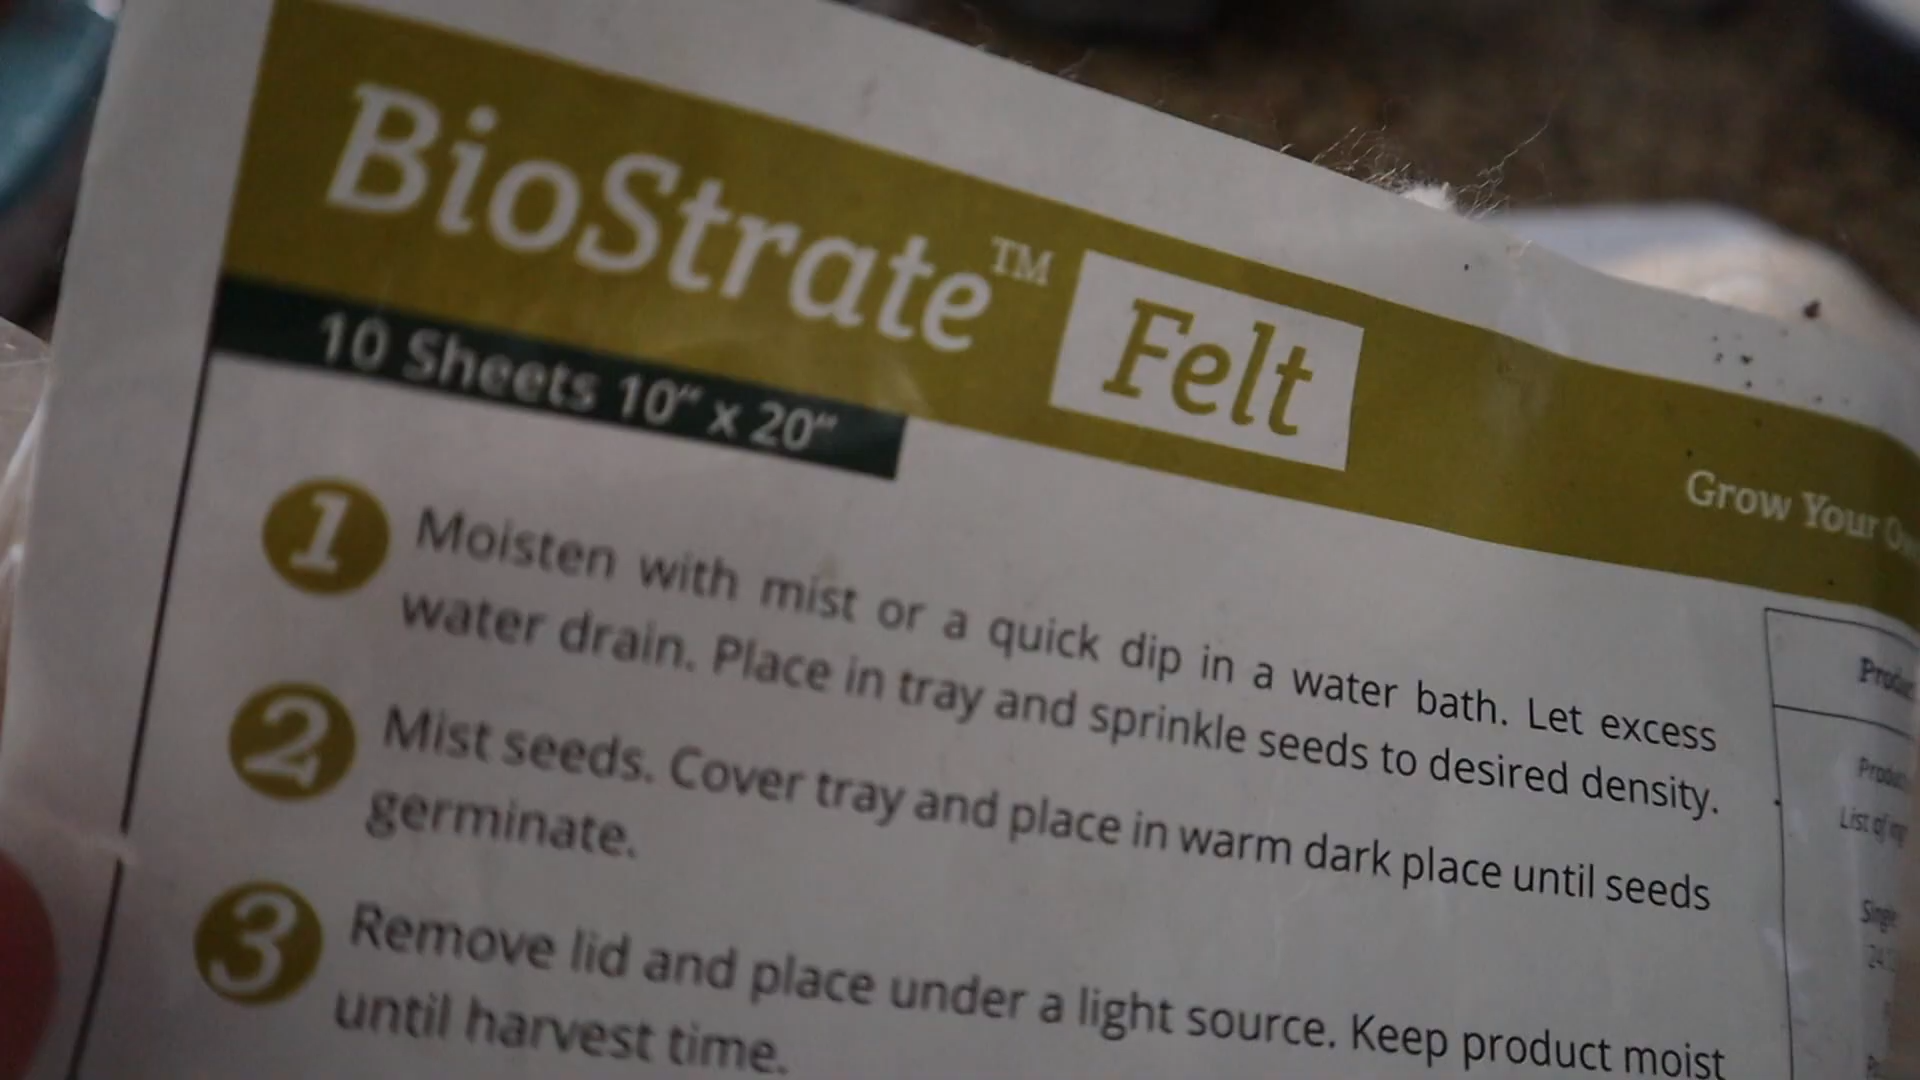 BioStrate™ Felt
10 Sheets 10" x 20"
Grow Your
1 Moisten with mist or a quick dip in a water bath. Let excess
water drain. Place in tray and sprinkle seeds to desired density.
2 Mist seeds. Cover tray and place in warm dark place until seeds
germinate.
3 Remove lid and place under a light source. Keep product moist
until harvest time.
List of